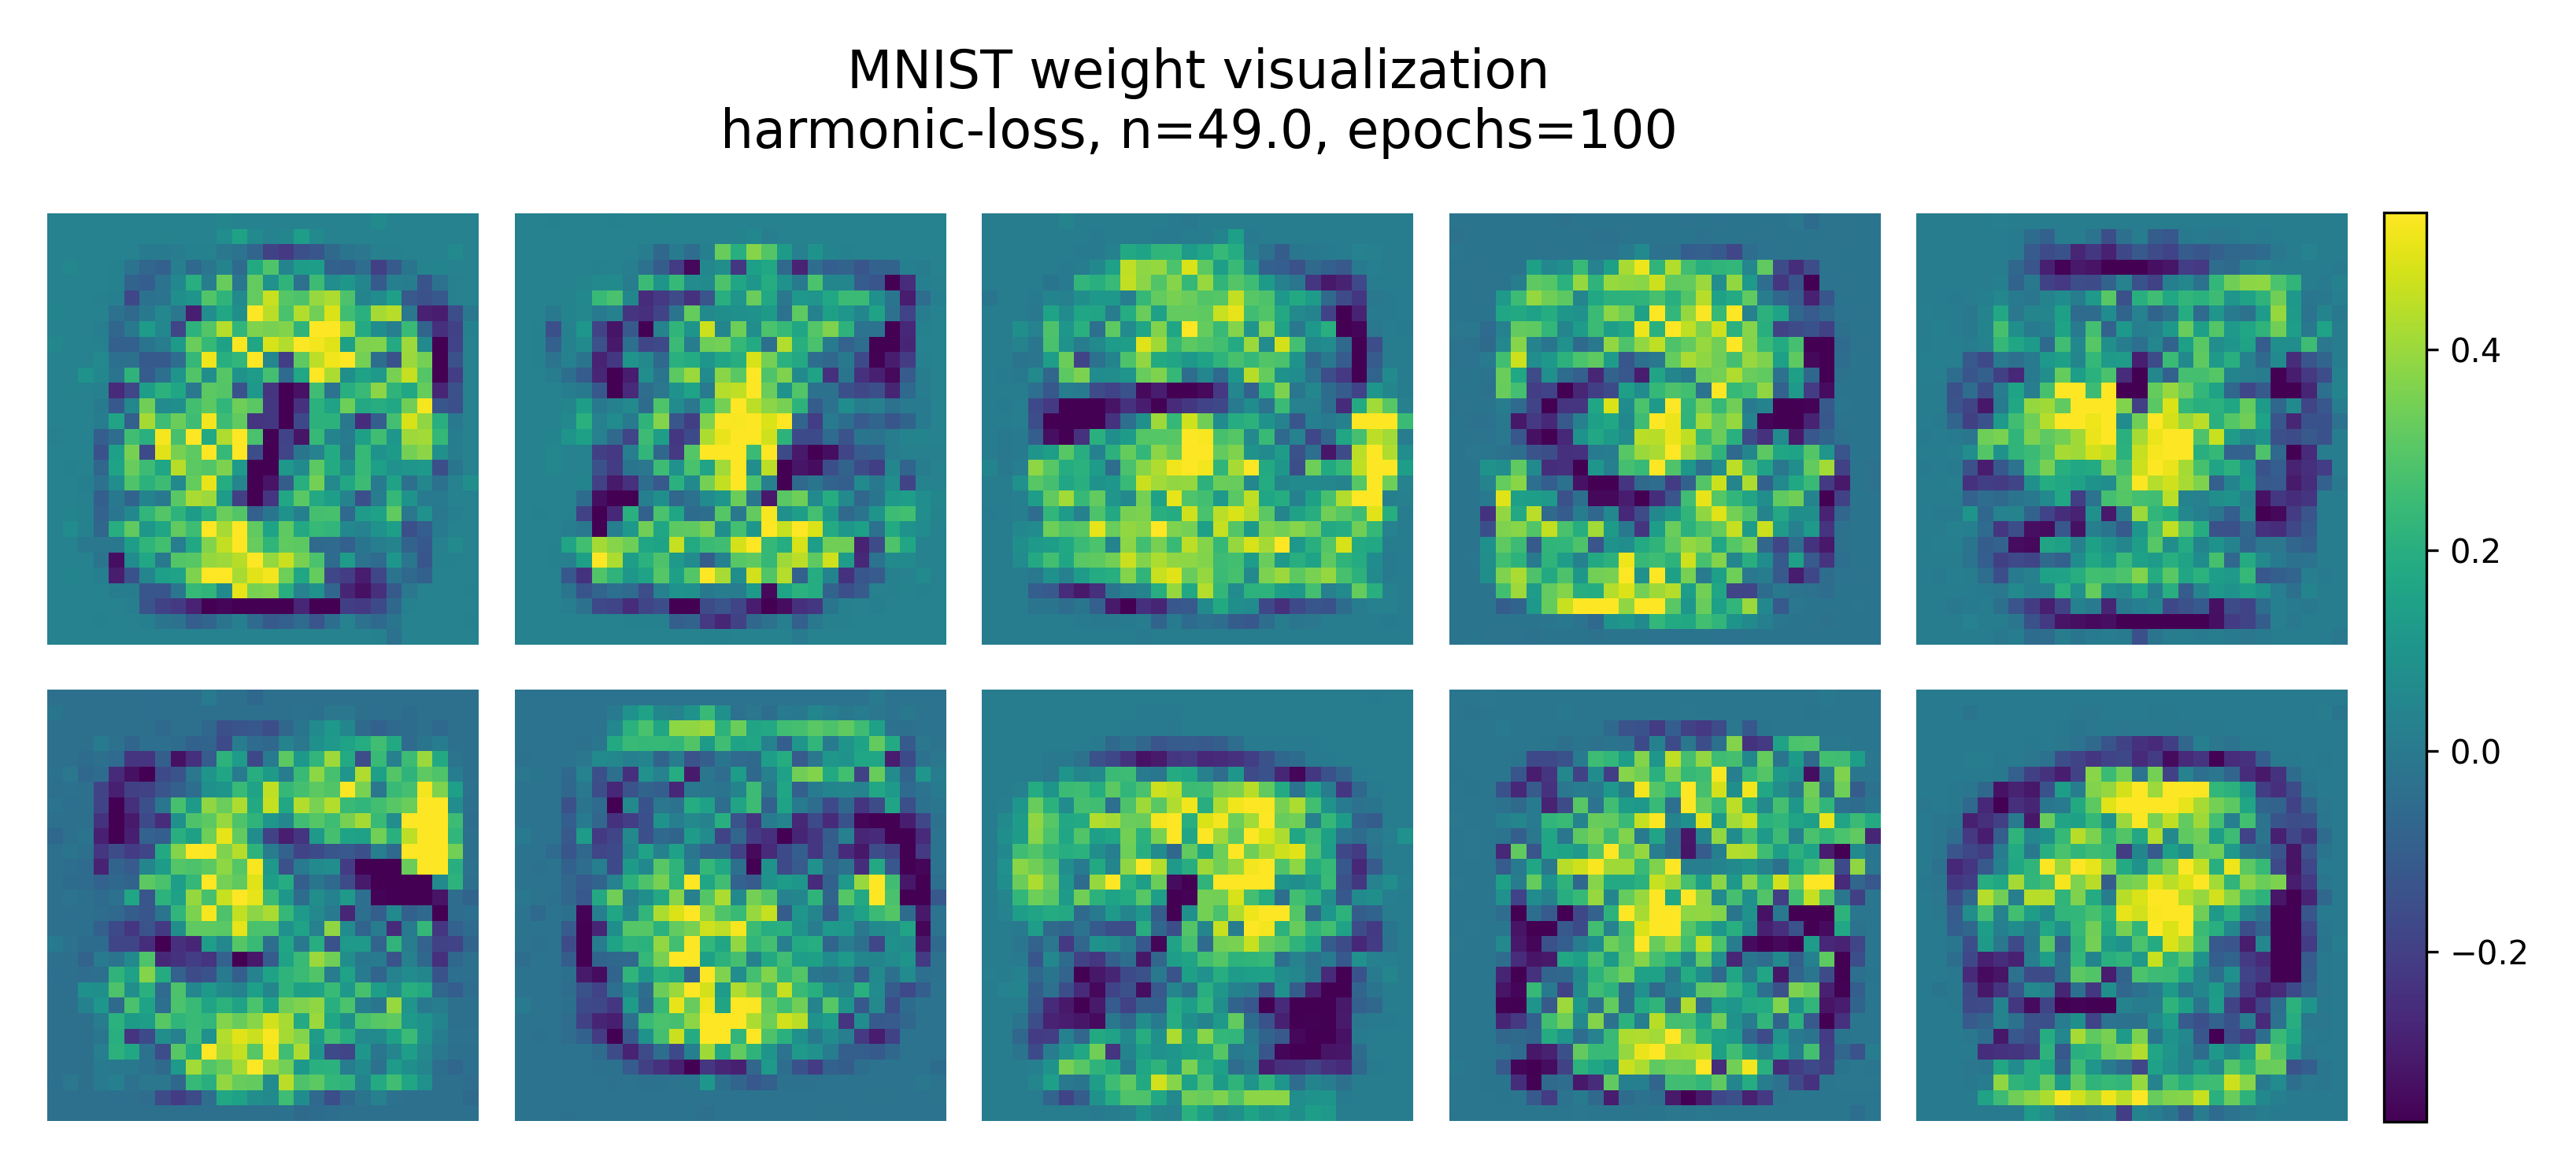 MNIST weight visualization
harmonic-loss, n=49.0, epochs=100
0.4
0.2
0.0
−0.2